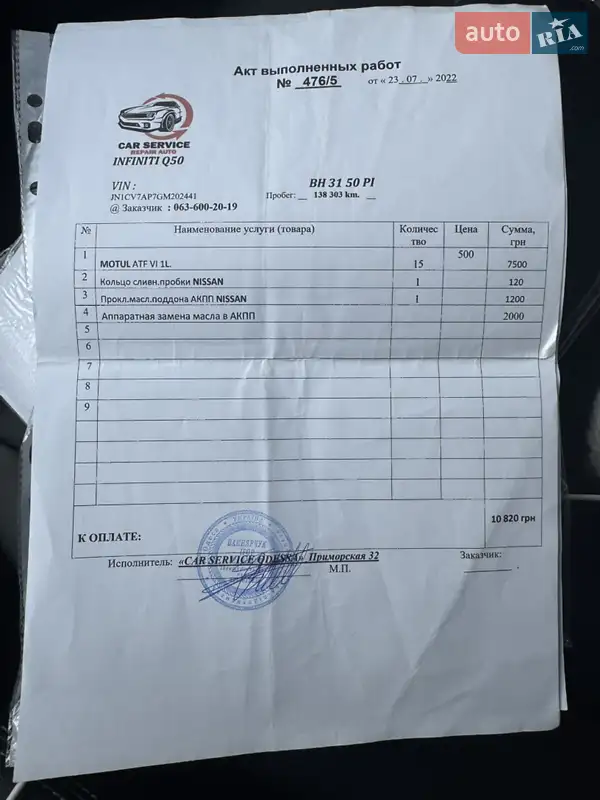 auto RIA .com
Акт выполненных работ
№ 476/5 от « 23 . 07 . » 2022
CAR SERVICE
REPAIR AUTO
INFINITI Q50
VIN : BH 31 50 PI
JN1CV7AP7GM202441 Пробег: __ 138 303 km. __
@ Заказчик : 063-600-20-19
№ Наименование услуги (товара) Количес тво Цена Сумма, грн
1 MOTUL ATF VI 1L. 15 500 7500
2 Кольцо сливн.пробки NISSAN 1 120
3 Прокл.масл.поддона АКПП NISSAN 1 1200
4 Аппаратная замена масла в АКПП 2000
5
6
7
8
9
10 820 грн
К ОПЛАТЕ:
Исполнитель: «CAR SERVICE ODESSA» Приморская 32 Заказчик:
М.П.